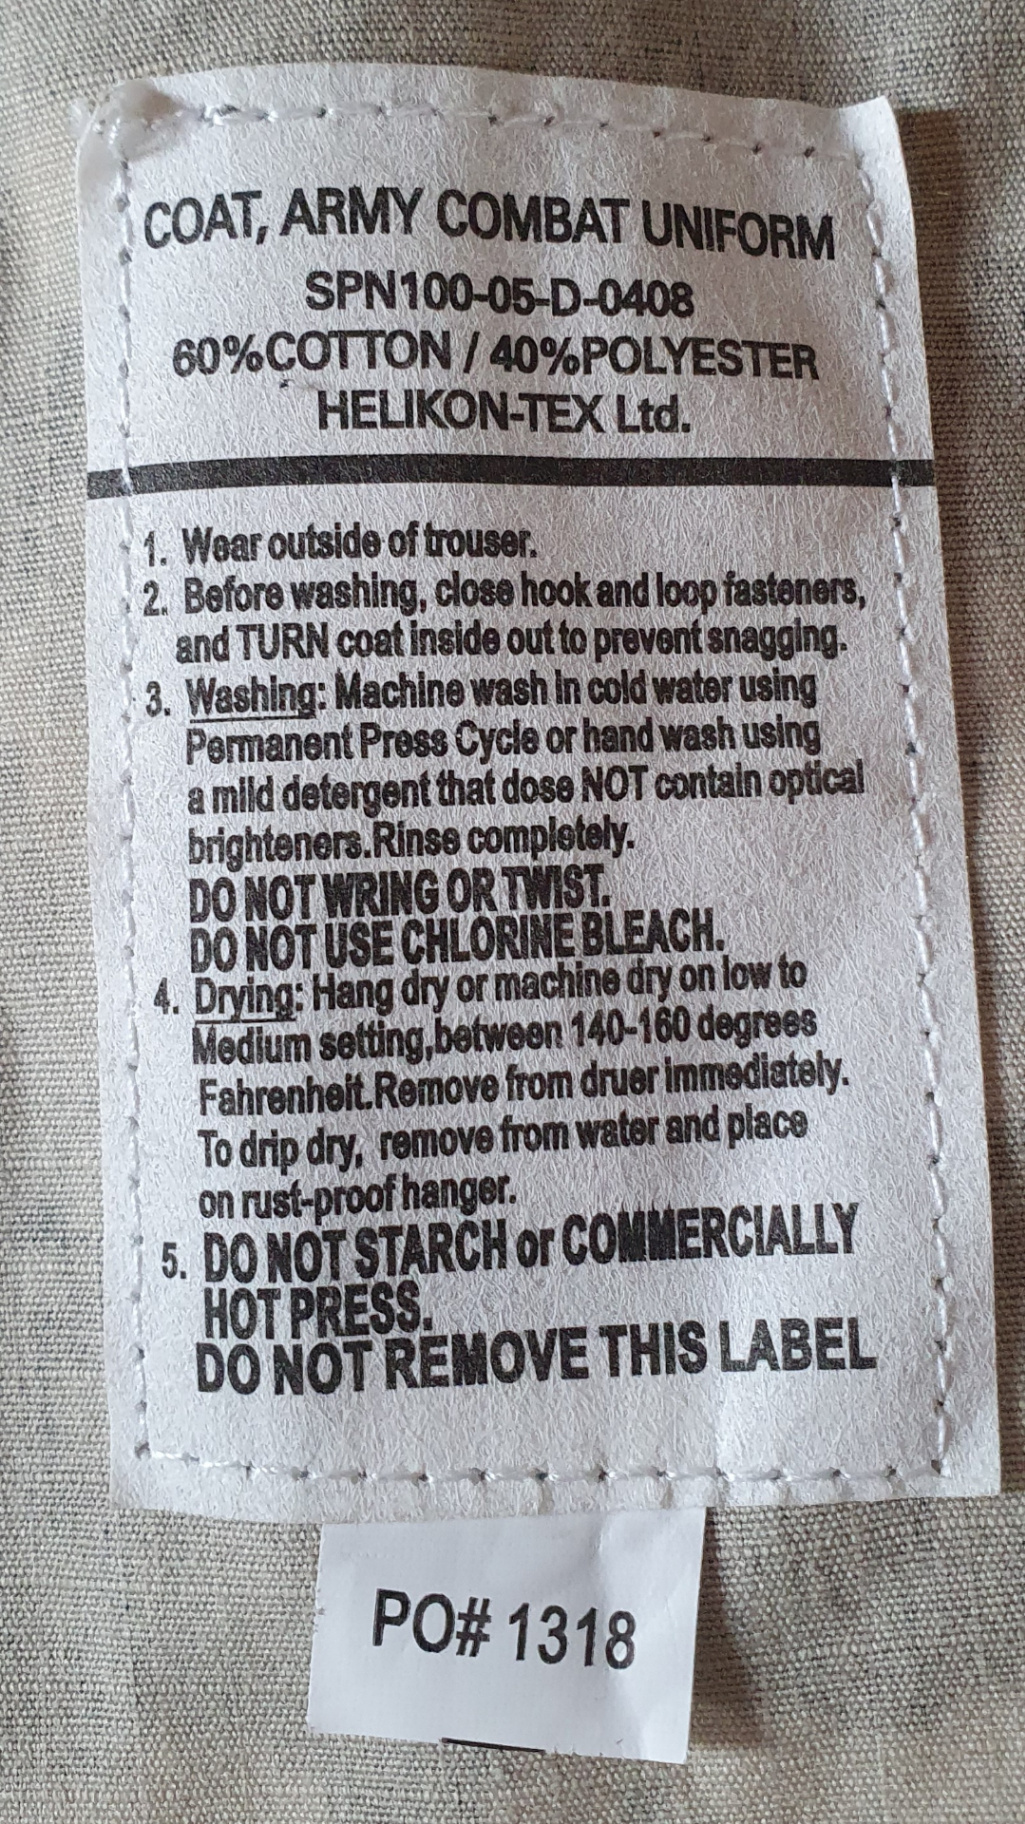 COAT, ARMY COMBAT UNIFORM
SPN100-05-D-0408
60%COTTON / 40%POLYESTER
HELIKON-TEX Ltd.
1. Wear outside of trouser.
2. Before washing, close hook and loop fasteners,
and TURN coat inside out to prevent snagging.
3. Washing: Machine wash in cold water using
Permanent Press Cycle or hand wash using
a mild detergent that dose NOT contain optical
brighteners.Rinse completely.
DO NOT WRING OR TWIST.
DO NOT USE CHLORINE BLEACH.
4. Drying: Hang dry or machine dry on low to
Medium setting,between 140-160 degrees
Fahrenheit.Remove from druer immediately.
To drip dry, remove from water and place
on rust-proof hanger.
5. DO NOT STARCH or COMMERCIALLY
HOT PRESS.
DO NOT REMOVE THIS LABEL
PO# 1318